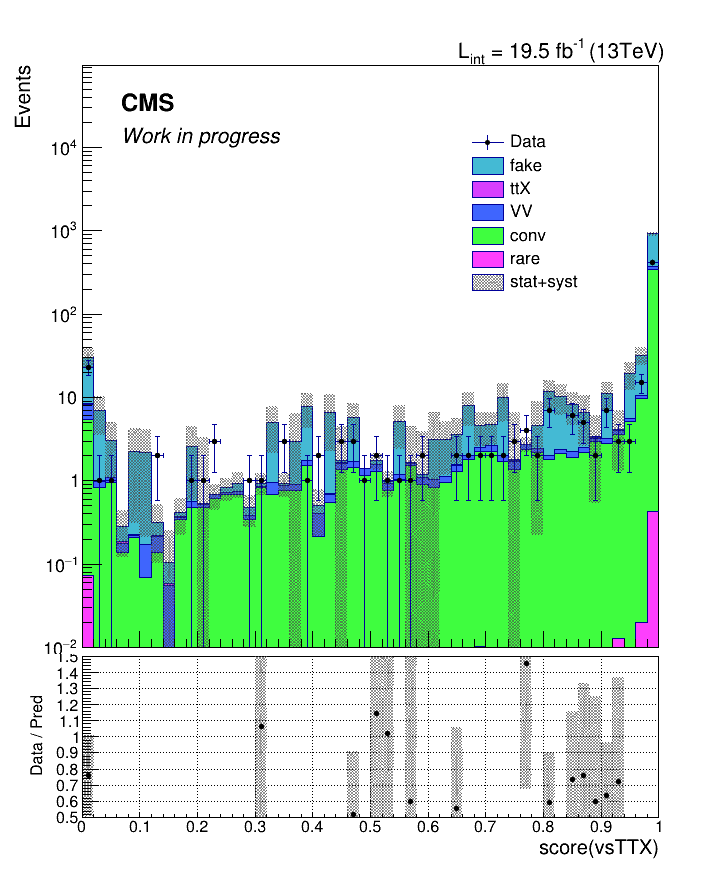 L_int = 19.5 fb^-1 (13TeV)
Events
CMS
Work in progress
Data
fake
ttX
VV
conv
rare
stat+syst
10^4
10^3
10^2
10
1
10^-1
10^-2
Data / Pred
1.5
1.4
1.3
1.2
1.1
1
0.9
0.8
0.7
0.6
0.5
0 0.1 0.2 0.3 0.4 0.5 0.6 0.7 0.8 0.9 1
score(vsTTX)